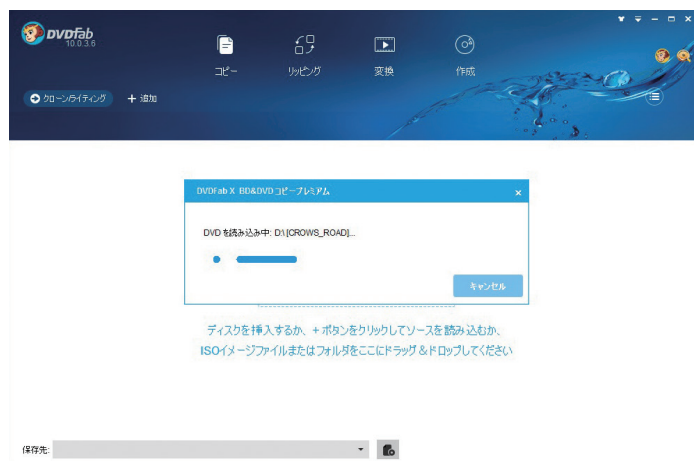 DVDFab
10.0.3.6
コピー
リッピング
変換
作成
クローン/ライティング
+ 追加
DVDFab X BD&DVD コピープレミアム
×
DVD を読み込み中: D:\ [CROWS_ROAD]...
キャンセル
ディスクを挿入するか、+ ボタンをクリックしてソースを読み込むか、
ISOイメージファイルまたはフォルダをここにドラッグ＆ドロップしてください
保存先: